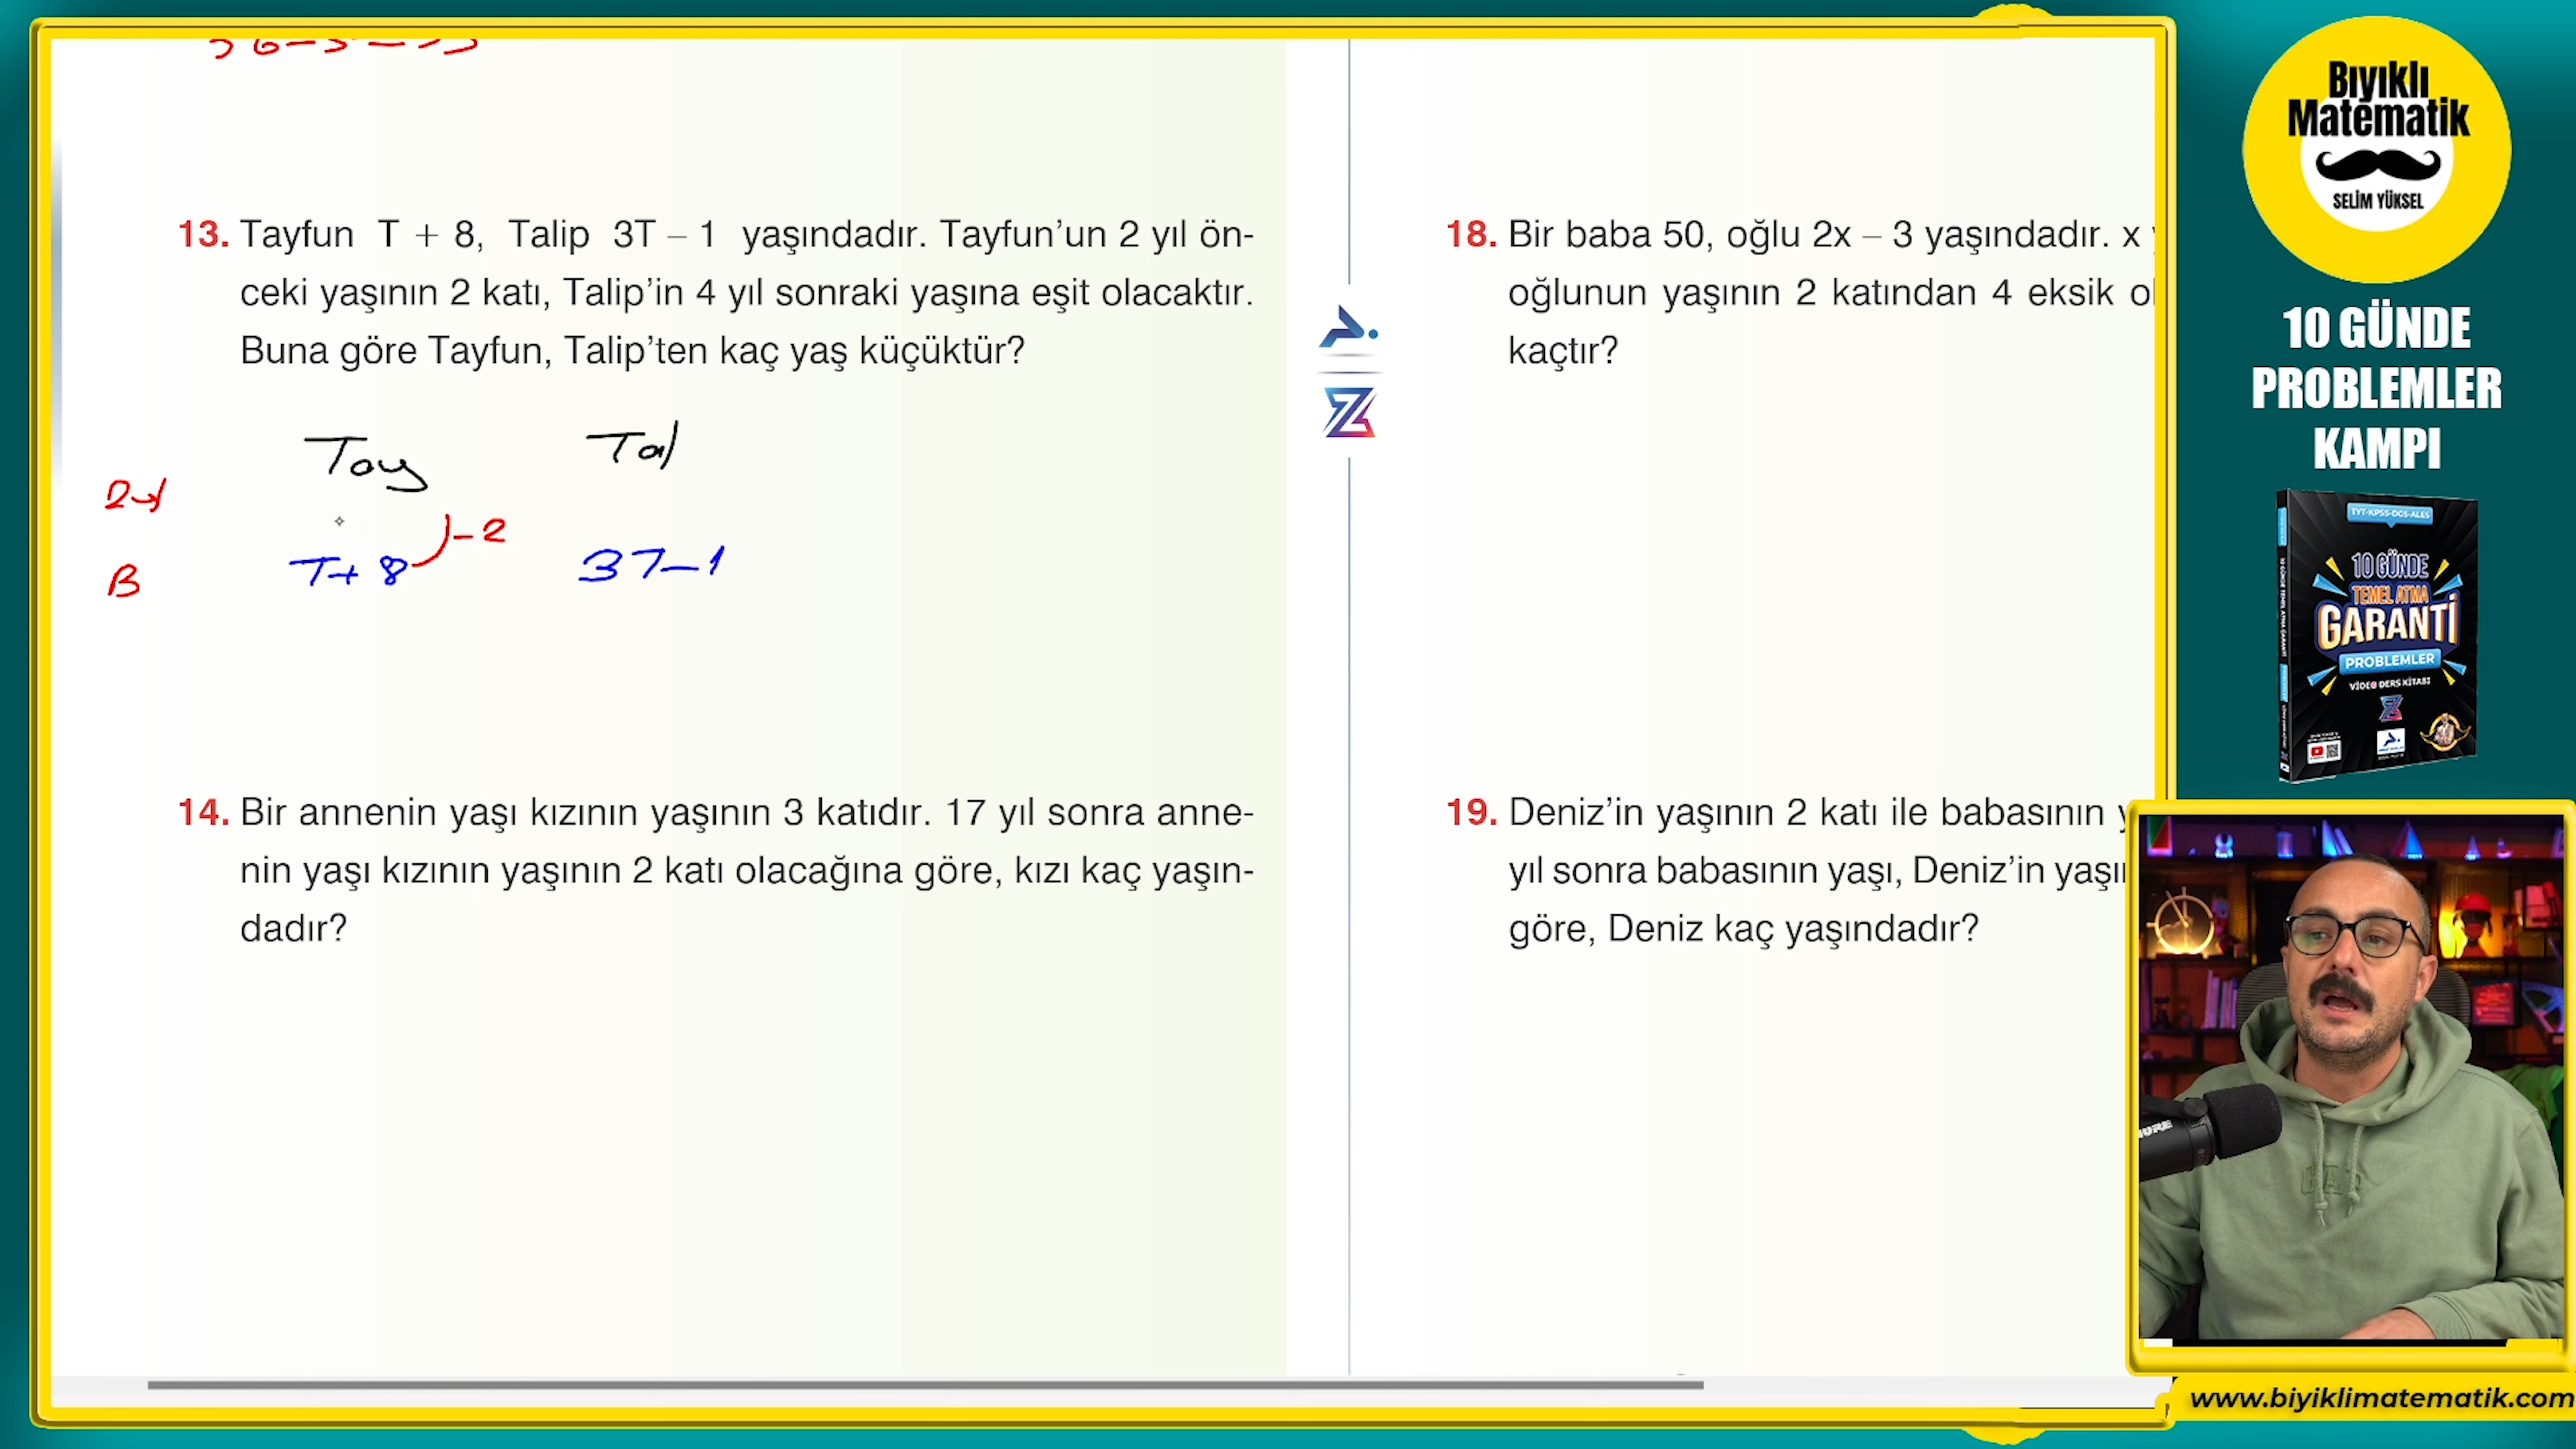 13. Tayfun T + 8, Talip 3T – 1 yaşındadır. Tayfun’un 2 yıl ön-
ceki yaşının 2 katı, Talip’in 4 yıl sonraki yaşına eşit olacaktır.
Buna göre Tayfun, Talip’ten kaç yaş küçüktür?
Tay Tal
2y
-2
B T+8 3T-1
14. Bir annenin yaşı kızının yaşının 3 katıdır. 17 yıl sonra anne-
nin yaşı kızının yaşının 2 katı olacağına göre, kızı kaç yaşın-
dadır?
18. Bir baba 50, oğlu 2x – 3 yaşındadır. x
oğlunun yaşının 2 katından 4 eksik
kaçtır?
19. Deniz’in yaşının 2 katı ile babasının
yıl sonra babasının yaşı, Deniz’in
göre, Deniz kaç yaşındadır?
Bıyıklı
Matematik
SELİM YÜKSEL
10 GÜNDE
PROBLEMLER
KAMPI
TYT-KPSS-DGS-ALES
10 GÜNDE
TEMEL ATMA
GARANTİ
PROBLEMLER
VİDEO DERS KİTABI
www.biyiklimatematik.com